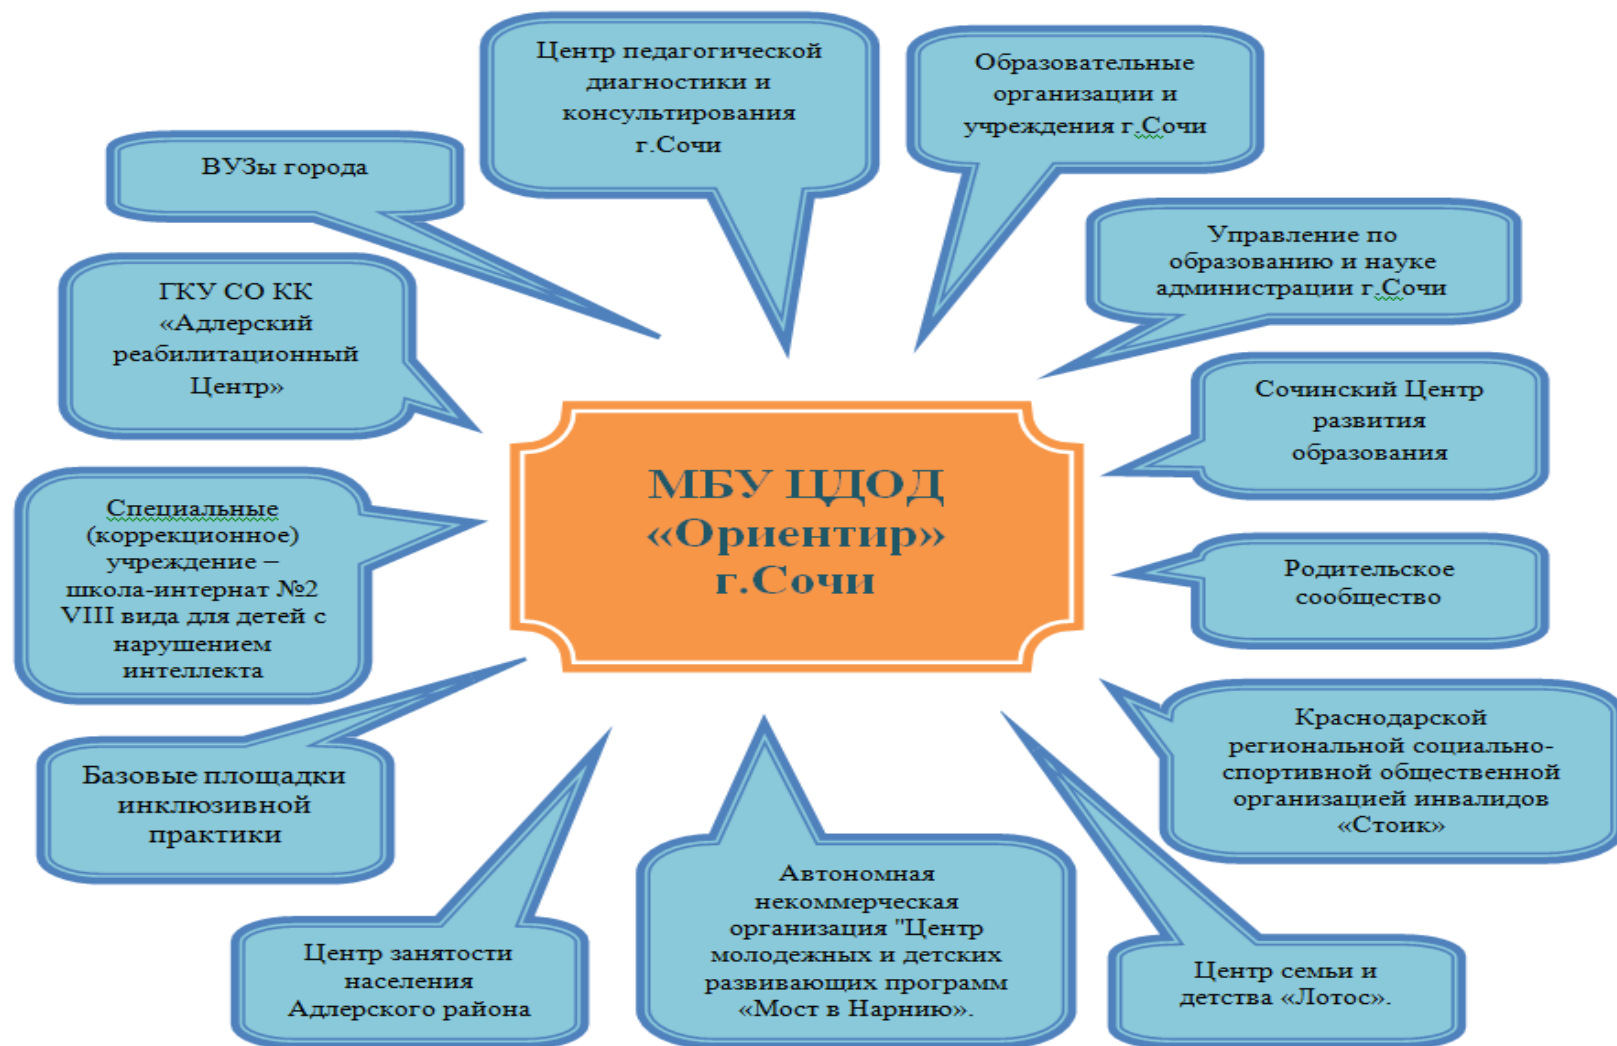 Центр педагогической
диагностики и
консультирования
г.Сочи
Образовательные
организации и
учреждения г.Сочи
ВУЗы города
Управление по
образованию и науке
администрации г.Сочи
ГКУ СО КК
«Адлерский
реабилитационный
Центр»
Сочинский Центр
развития
образования
МБУ ЦДОД
«Ориентир»
г.Сочи
Специальные
(коррекционное)
учреждение –
школа-интернат №2
VIII вида для детей с
нарушением
интеллекта
Родительское
сообщество
Базовые площадки
инклюзивной
практики
Краснодарской
региональной социально-
спортивной общественной
организацией инвалидов
«Стоик»
Центр занятости
населения
Адлерского района
Автономная
некоммерческая
организация "Центр
молодежных и детских
развивающих программ
«Мост в Нарнию».
Центр семьи и
детства «Лотос».